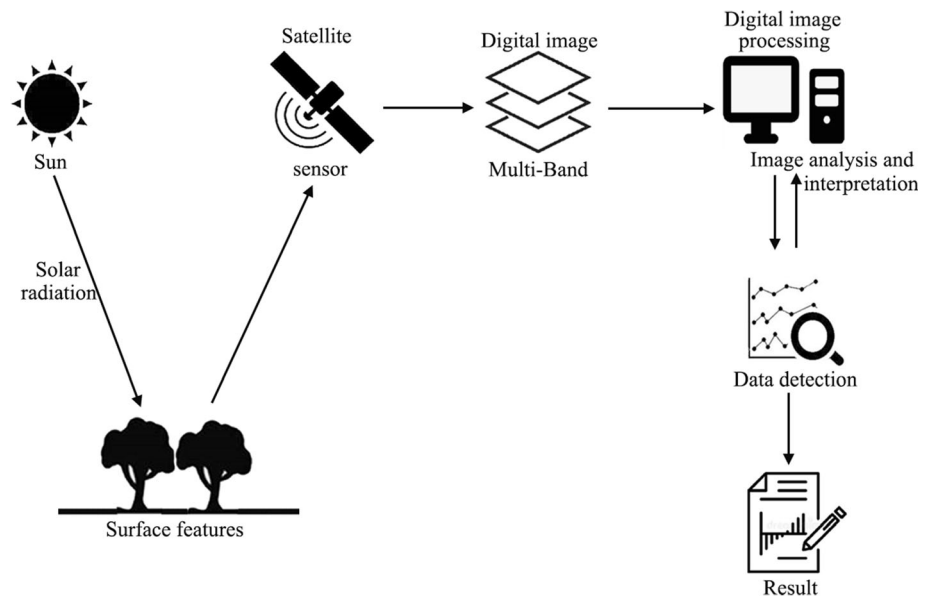 Satellite
Digital image
Digital image
processing
Sun
sensor
Multi-Band
Image analysis and
interpretation
Solar
radiation
Data detection
Surface features
Result